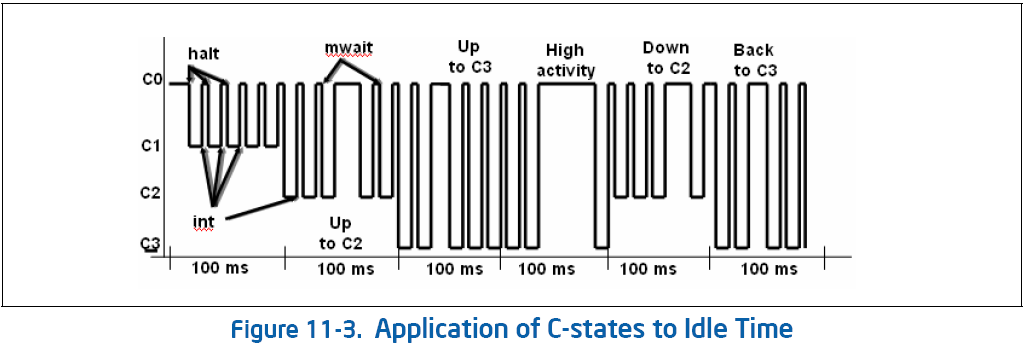 halt
mwait
Up
to C3
High
activity
Down
to C2
Back
to C3
C0
C1
C2
int
Up
to C2
C3
100 ms
100 ms
100 ms
100 ms
100 ms
100 ms
Figure 11-3. Application of C-states to Idle Time